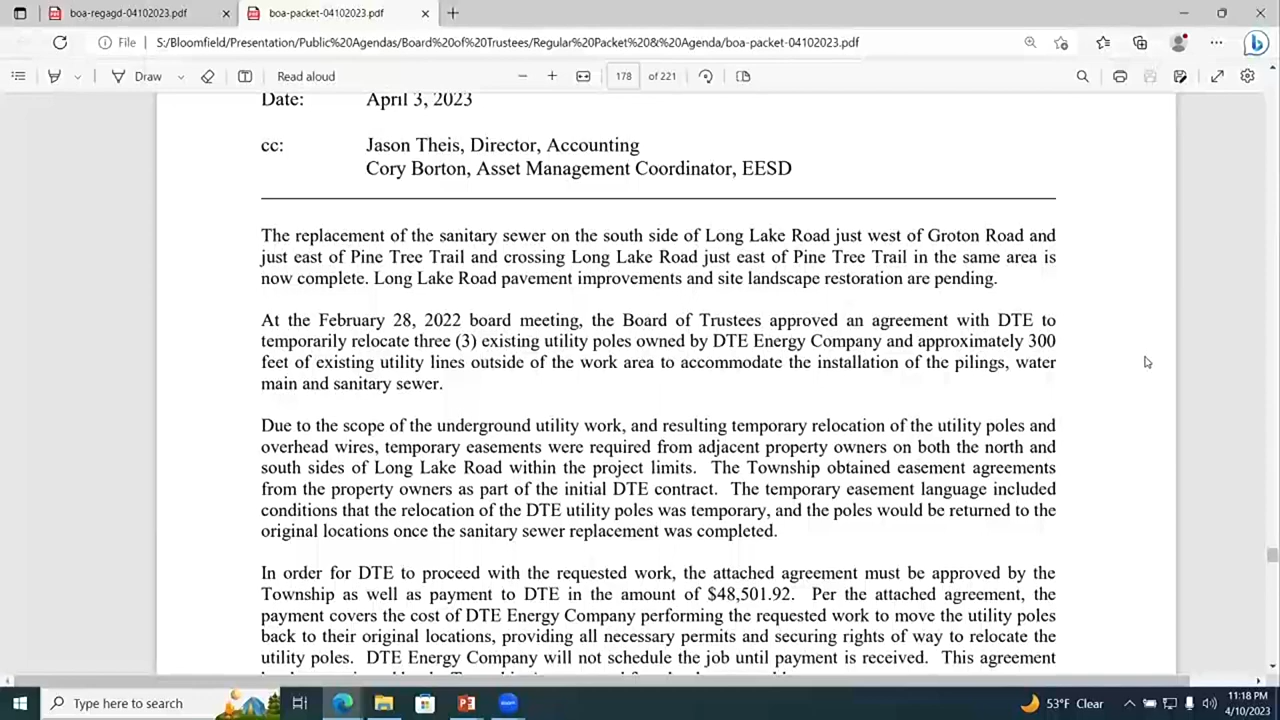 boa-regagd-04102023.pdf
boa-packet-04102023.pdf
File S:/Bloomfield/Presentation/Public%20Agendas/Board%20of%20Trustees/Regular%20Packet%20&%20Agenda/boa-packet-04102023.pdf
Draw Read aloud 178 of 221
Date: April 3, 2023
cc: Jason Theis, Director, Accounting
Cory Borton, Asset Management Coordinator, EESD
The replacement of the sanitary sewer on the south side of Long Lake Road just west of Groton Road and
just east of Pine Tree Trail and crossing Long Lake Road just east of Pine Tree Trail in the same area is
now complete. Long Lake Road pavement improvements and site landscape restoration are pending.
At the February 28, 2022 board meeting, the Board of Trustees approved an agreement with DTE to
temporarily relocate three (3) existing utility poles owned by DTE Energy Company and approximately 300
feet of existing utility lines outside of the work area to accommodate the installation of the pilings, water
main and sanitary sewer.
Due to the scope of the underground utility work, and resulting temporary relocation of the utility poles and
overhead wires, temporary easements were required from adjacent property owners on both the north and
south sides of Long Lake Road within the project limits. The Township obtained easement agreements
from the property owners as part of the initial DTE contract. The temporary easement language included
conditions that the relocation of the DTE utility poles was temporary, and the poles would be returned to the
original locations once the sanitary sewer replacement was completed.
In order for DTE to proceed with the requested work, the attached agreement must be approved by the
Township as well as payment to DTE in the amount of $48,501.92. Per the attached agreement, the
payment covers the cost of DTE Energy Company performing the requested work to move the utility poles
back to their original locations, providing all necessary permits and securing rights of way to relocate the
utility poles. DTE Energy Company will not schedule the job until payment is received. This agreement
Type here to search
53°F Clear
11:18 PM
4/10/2023